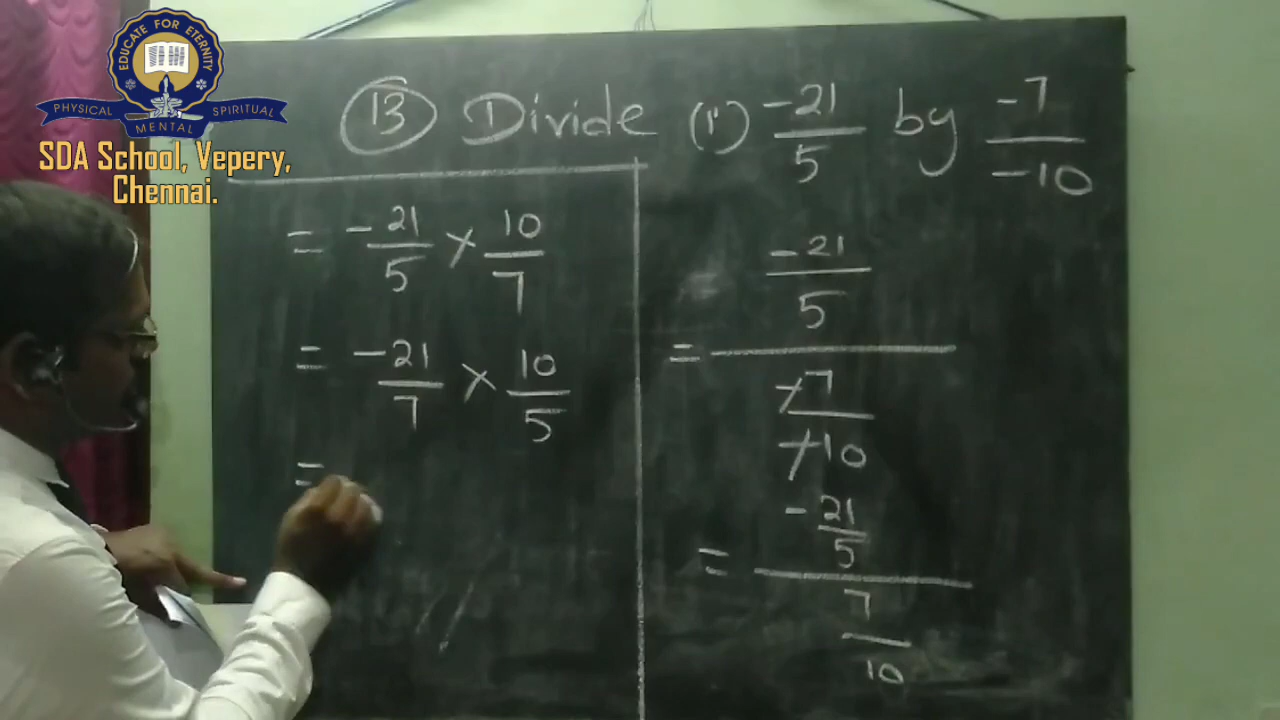 EDUCATE FOR ETERNITY
PHYSICAL MENTAL SPIRITUAL
SDA School, Vepery,
Chennai.
13 Divide (i) -21/5 by -7/-10
= -21/5 × 10/7
= -21/7 × 10/5
=
= -21/5 / -7/-10
= -21/5 / 7/10